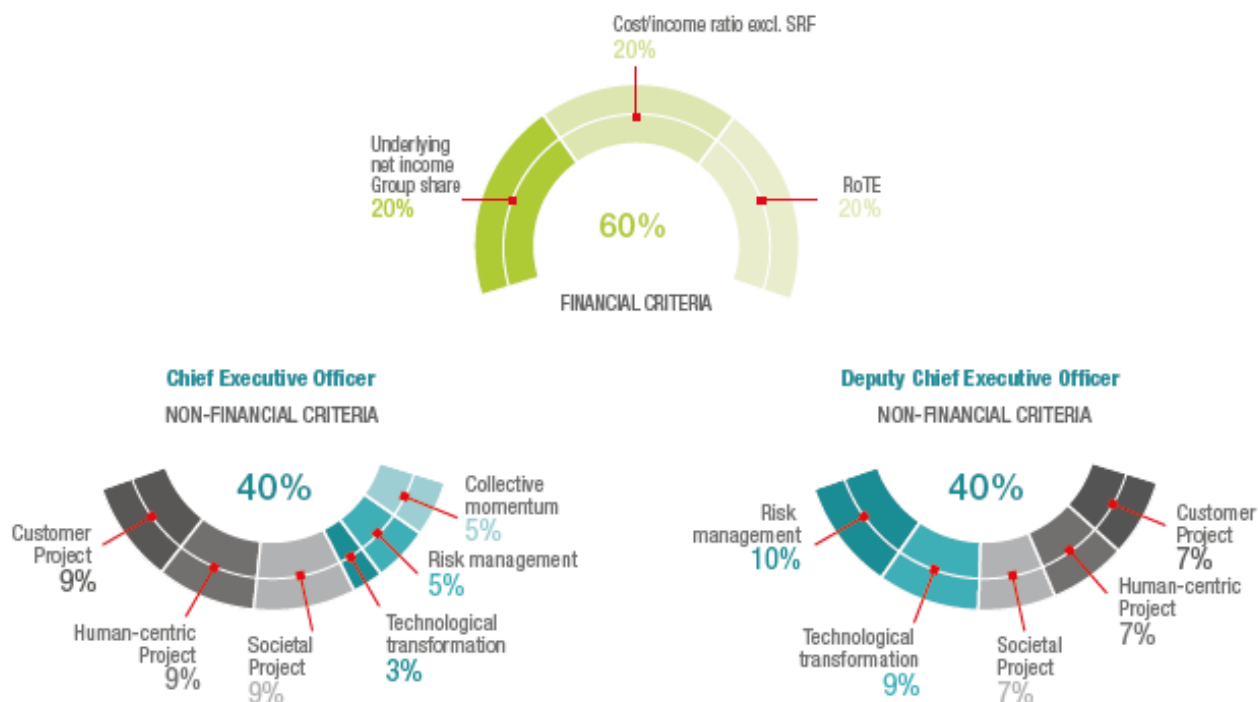 Cost/income ratio excl. SRF
20%
Underlying
net income
Group share
20%
RoTE
20%
60%
FINANCIAL CRITERIA
Chief Executive Officer
NON-FINANCIAL CRITERIA
40%
Customer
Project
9%
Human-centric
Project
9%
Societal
Project
9%
Technological
transformation
3%
Risk management
5%
Collective
momentum
5%
Deputy Chief Executive Officer
NON-FINANCIAL CRITERIA
40%
Risk
management
10%
Technological
transformation
9%
Societal
Project
7%
Human-centric
Project
7%
Customer
Project
7%